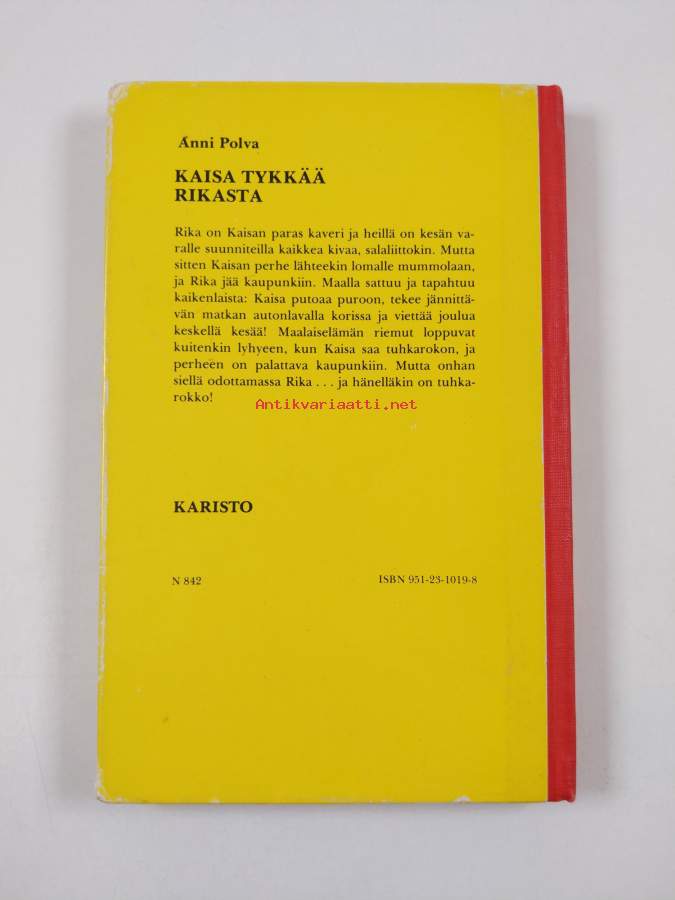 Anni Polva
KAISA TYKKÄÄ
RIKASTA
Rika on Kaisan paras kaveri ja heillä on kesän va-
ralle suunniteilla kaikkea kivaa, salaliittokin. Mutta
sitten Kaisan perhe lähteekin lomalle mummolaan,
ja Rika jää kaupunkiin. Maalla sattuu ja tapahtuu
kaikenlaista: Kaisa putoaa puroon, tekee jännittä-
vän matkan autonlavalla korissa ja viettää joulua
keskellä kesää! Maalaiselämän riemut loppuvat
kuitenkin lyhyeen, kun Kaisa saa tuhkarokon, ja
perheen on palattava kaupunkiin. Mutta onhan
siellä odottamassa Rika . . . ja hänelläkin on tuhka-
rokko!
Antikvariaatti.net
KARISTO
N 842
ISBN 951-23-1019-8